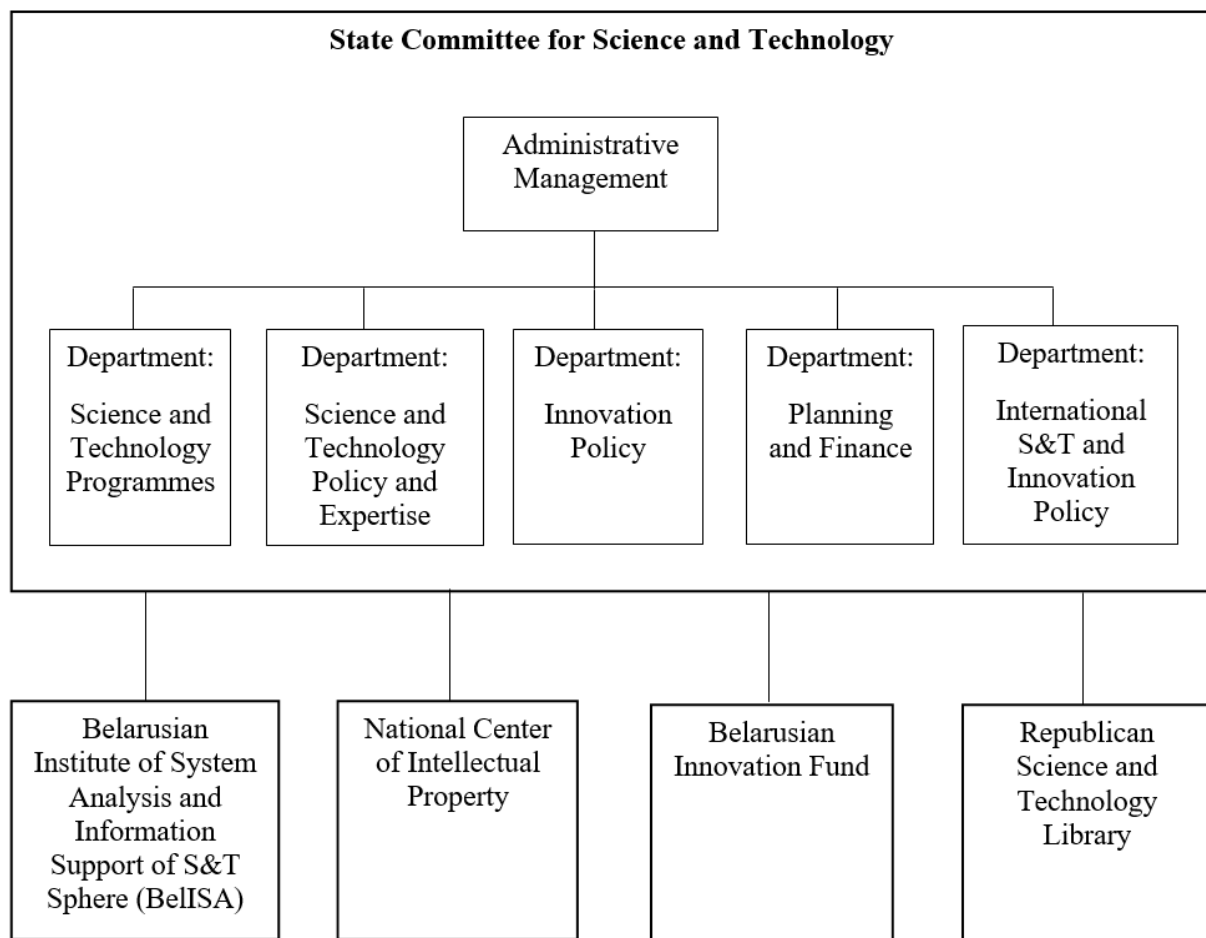 State Committee for Science and Technology
Administrative
Management
Department:
Science and
Technology
Programmes
Department:
Science and
Technology
Policy and
Expertise
Department:
Innovation
Policy
Department:
Planning
and Finance
Department:
International
S&T and
Innovation
Policy
Belarusian
Institute of System
Analysis and
Information
Support of S&T
Sphere (BelISA)
National Center
of Intellectual
Property
Belarusian
Innovation Fund
Republican
Science and
Technology
Library